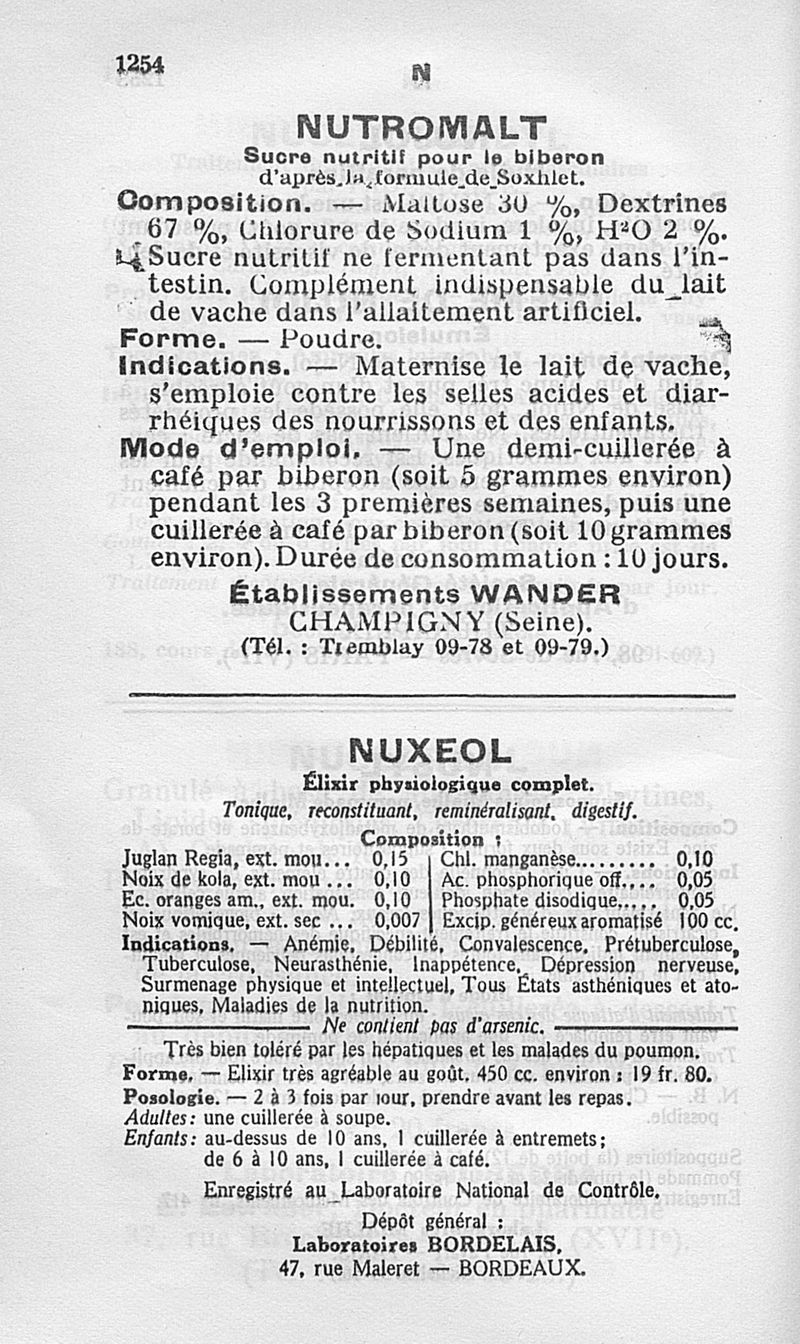 1254
N
NUTROMALT
Sucre nutritif pour le biberon
d'après la formule de Soxhlet.
Composition. — Maltose 30 %, Dextrines
67 %, Chlorure de Sodium 1 %, H²O 2 %.
Sucre nutritif ne fermentant pas dans l'in-
testin. Complément indispensable du lait
de vache dans l'allaitement artificiel.
Forme. — Poudre.
Indications. — Maternise le lait de vache,
s'emploie contre les selles acides et diar-
rhéiques des nourrissons et des enfants.
Mode d'emploi. — Une demi-cuillerée à
café par biberon (soit 5 grammes environ)
pendant les 3 premières semaines, puis une
cuillerée à café par biberon (soit 10 grammes
environ). Durée de consommation : 10 jours.
Établissements WANDER
CHAMPIGNY (Seine).
(Tél. : Tremblay 09-78 et 09-79.)
NUXEOL
Élixir physiologique complet.
Tonique, reconstituant, reminéralisant, digestif.
Composition :
Juglan Regia, ext. mou... 0,15 | Chl. manganèse......... 0,10
Noix de kola, ext. mou ... 0,10 | Ac. phosphorique off.... 0,05
Ec. oranges am., ext. mou. 0,10 | Phosphate disodique..... 0,05
Noix vomique, ext. sec ... 0,007 | Excip. généreux aromatisé 100 cc.
Indications. — Anémie, Débilité, Convalescence, Prétuberculose,
Tuberculose, Neurasthénie, Inappétence, Dépression nerveuse,
Surmenage physique et intellectuel, Tous États asthéniques et ato-
niques, Maladies de la nutrition.
Ne contient pas d'arsenic.
Très bien toléré par les hépatiques et les malades du poumon.
Forme. — Elixir très agréable au goût. 450 cc. environ : 19 fr. 80.
Posologie. — 2 à 3 fois par jour, prendre avant les repas.
Adultes : une cuillerée à soupe.
Enfants : au-dessus de 10 ans, 1 cuillerée à entremets ;
de 6 à 10 ans, 1 cuillerée à café.
Enregistré au Laboratoire National de Contrôle.
Dépôt général :
Laboratoires BORDELAIS,
47, rue Maleret — BORDEAUX.